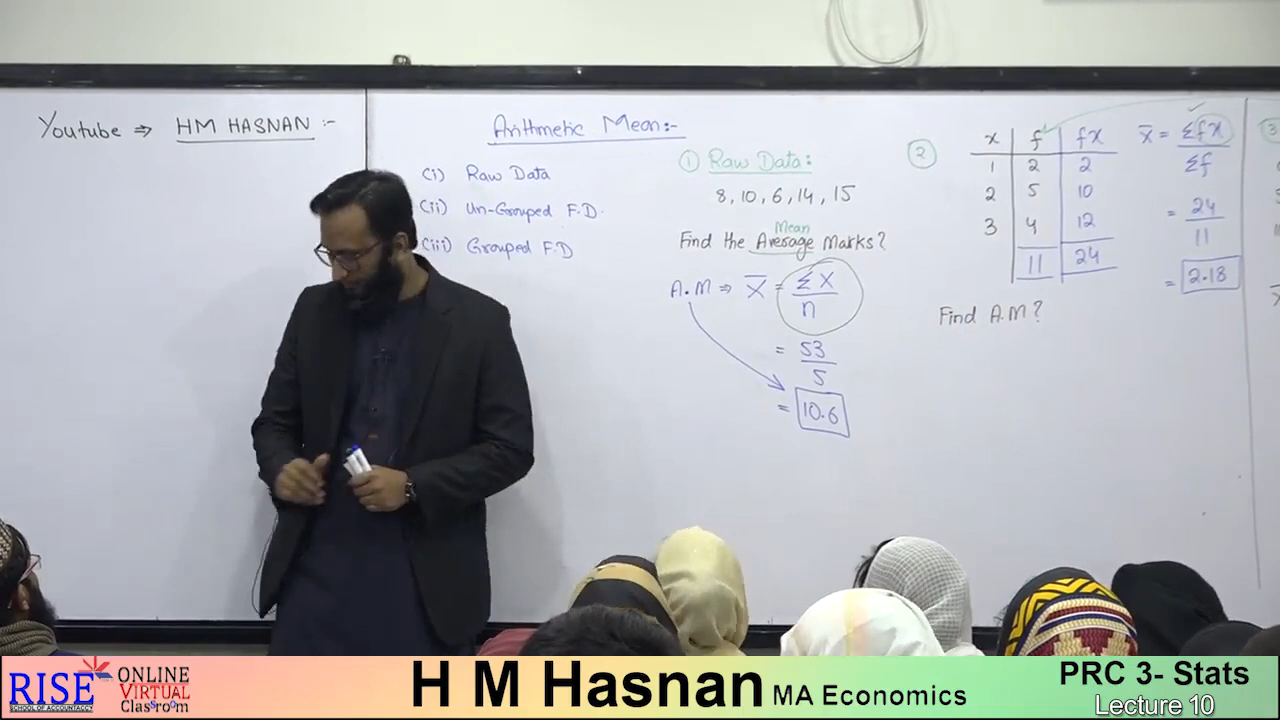 Youtube ⇒ HM HASNAN :-
Arithmetic Mean:-
(i) Raw Data
(ii) Un-Grouped F.D.
(iii) Grouped F.D
① Raw Data:
8, 10, 6, 14, 15
Mean
Find the Average Marks?
A.M ⇒ X̄ = ΣX / n
= 53 / 5
= 10.6
②
x | f | fx
1 | 2 | 2
2 | 5 | 10
3 | 4 | 12
11 | 24
x̄ = Σfx / Σf
= 24 / 11
= 2.18
Find A.M?
RISE
SCHOOL OF ACCOUNTANCY
ONLINE
VIRTUAL
Classroom
H M Hasnan MA Economics
PRC 3- Stats
Lecture 10